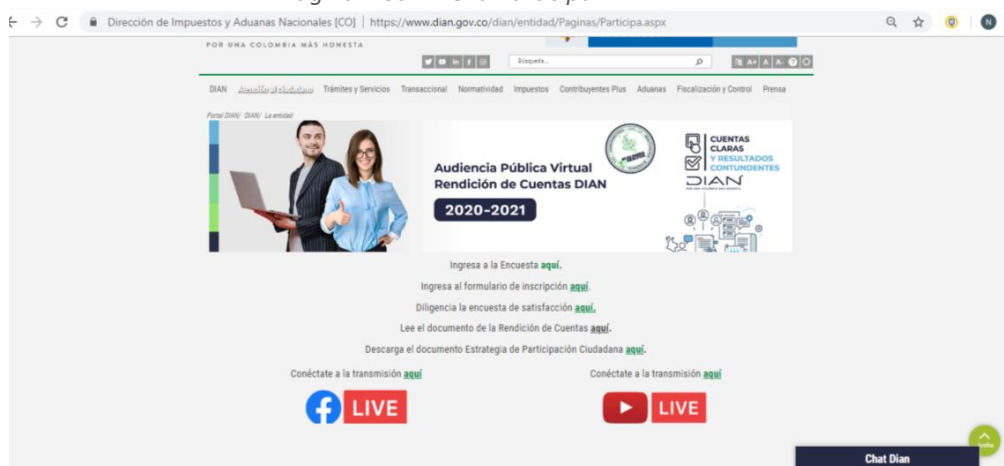 Dirección de Impuestos y Aduanas Nacionales [CO] | https://www.dian.gov.co/dian/entidad/Paginas/Participa.aspx
POR UNA COLOMBIA MÁS HONESTA
Búsqueda...
A+ A A-
DIAN Atención al ciudadano Trámites y Servicios Transaccional Normatividad Impuestos Contribuyentes Plus Aduanas Fiscalización y Control Prensa
Portal DIAN/ DIAN/ La entidad
Audiencia Pública Virtual
Rendición de Cuentas DIAN
2020-2021
CUENTAS
CLARAS
Y RESULTADOS
CONTUNDENTES
DIAN
Ingresa a la Encuesta aquí.
Ingresa al formulario de inscripción aquí.
Diligencia la encuesta de satisfacción aquí.
Lee el documento de la Rendición de Cuentas aquí.
Descarga el documento Estrategia de Participación Ciudadana aquí.
Conéctate a la transmisión aquí
Conéctate a la transmisión aquí
LIVE
LIVE
Chat Dian